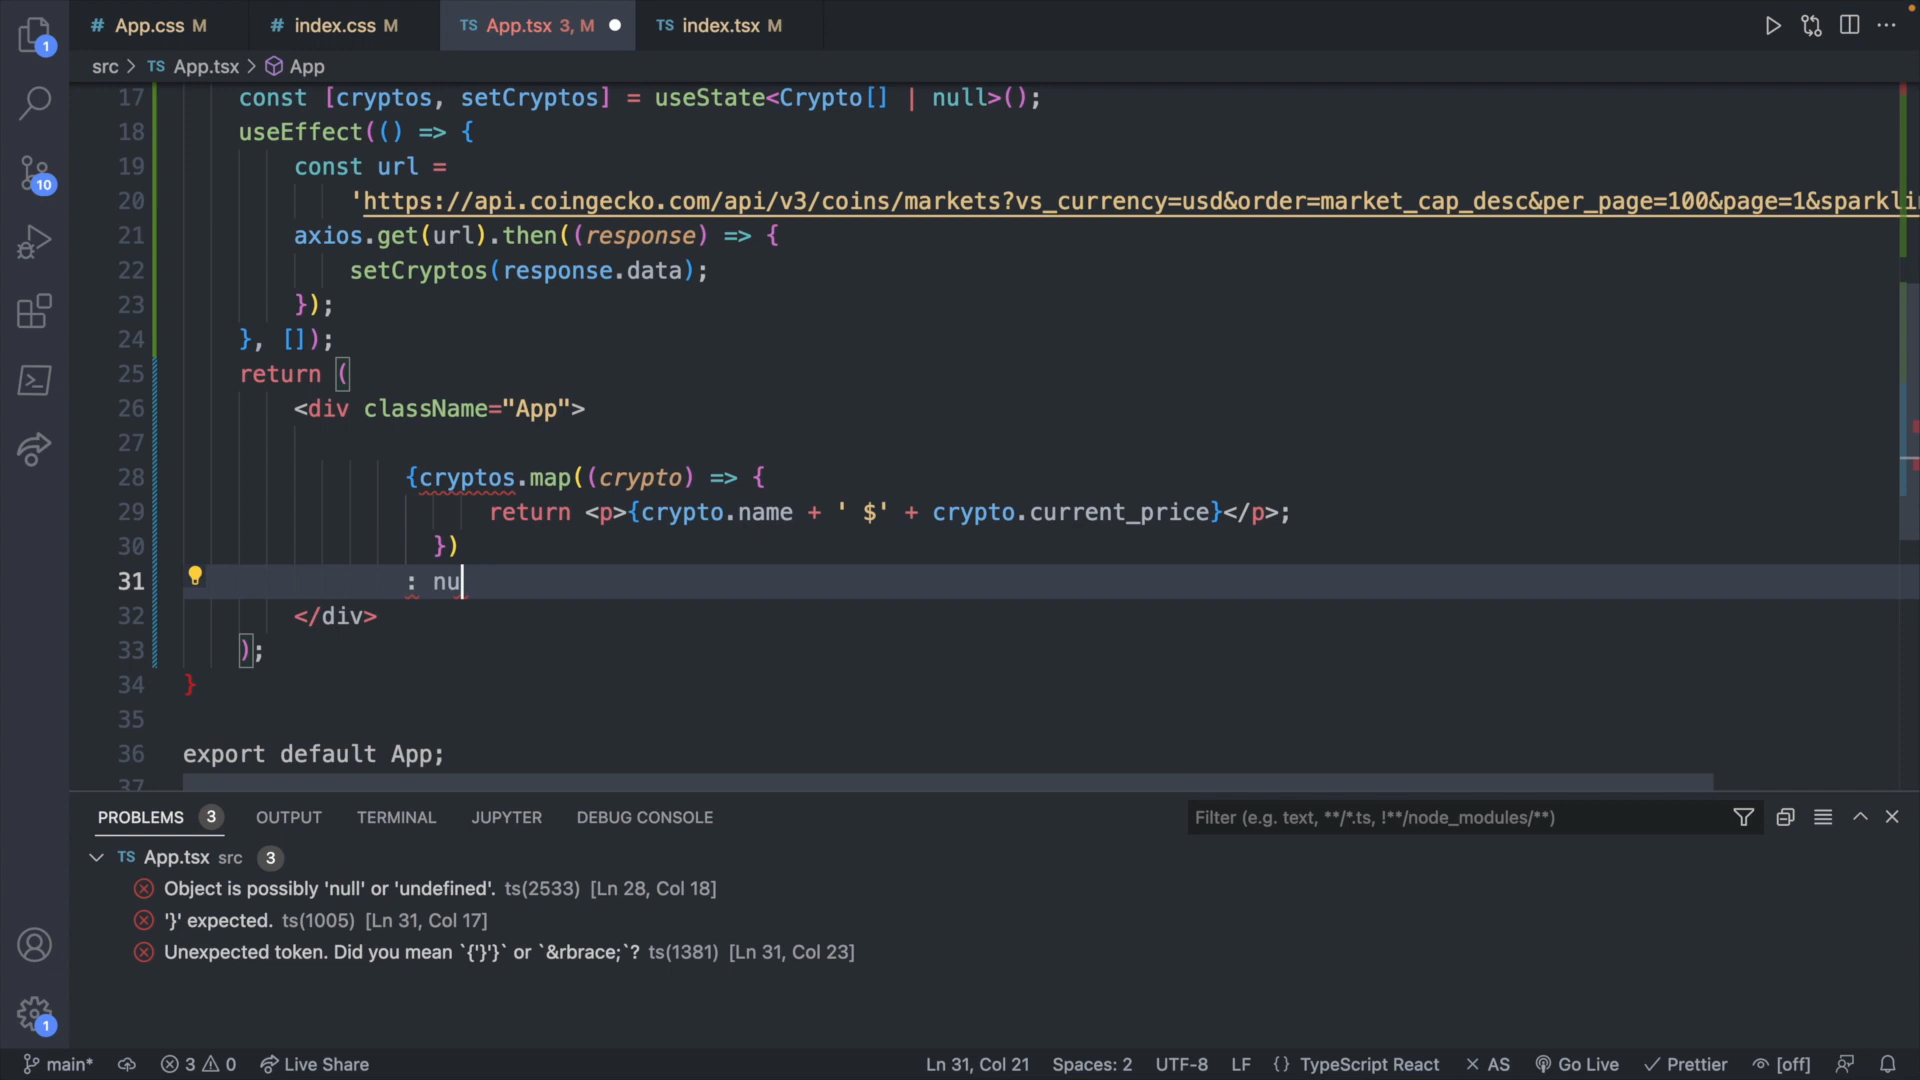 1
10
1
# App.css M
# index.css M
TS App.tsx 3, M
TS index.tsx M
src > TS App.tsx > App
17 const [cryptos, setCryptos] = useState<Crypto[] | null>();
18 useEffect(() => {
19 const url =
20 'https://api.coingecko.com/api/v3/coins/markets?vs_currency=usd&order=market_cap_desc&per_page=100&page=1&sparkli
21 axios.get(url).then((response) => {
22 setCryptos(response.data);
23 });
24 }, []);
25 return (
26 <div className="App">
27
28 {cryptos.map((crypto) => {
29 return <p>{crypto.name + ' $' + crypto.current_price}</p>;
30 })
31 : nu
32 </div>
33 );
34 }
35
36 export default App;
37
PROBLEMS 3 OUTPUT TERMINAL JUPYTER DEBUG CONSOLE
Filter (e.g. text, **/*.ts, !**/node_modules/**)
TS App.tsx src 3
Object is possibly 'null' or 'undefined'. ts(2533) [Ln 28, Col 18]
'}' expected. ts(1005) [Ln 31, Col 17]
Unexpected token. Did you mean `{'}'}` or `&rbrace;`? ts(1381) [Ln 31, Col 23]
main* 3 0 Live Share Ln 31, Col 21 Spaces: 2 UTF-8 LF {} TypeScript React × AS Go Live ✓ Prettier [off]